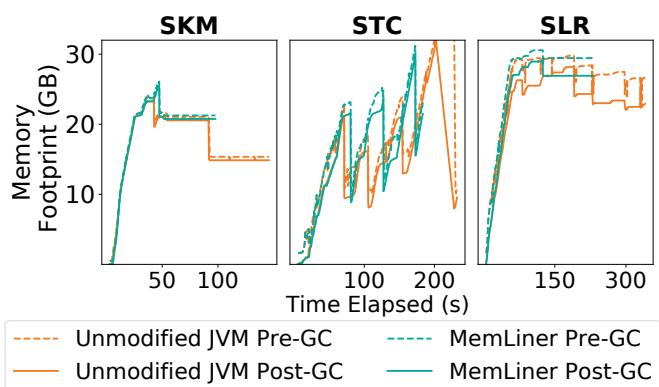 SKM STC SLR
30
20
10
Memory
Footprint (GB)
50 100 100 200 150 300
Time Elapsed (s)
Unmodified JVM Pre-GC MemLiner Pre-GC
Unmodified JVM Post-GC MemLiner Post-GC